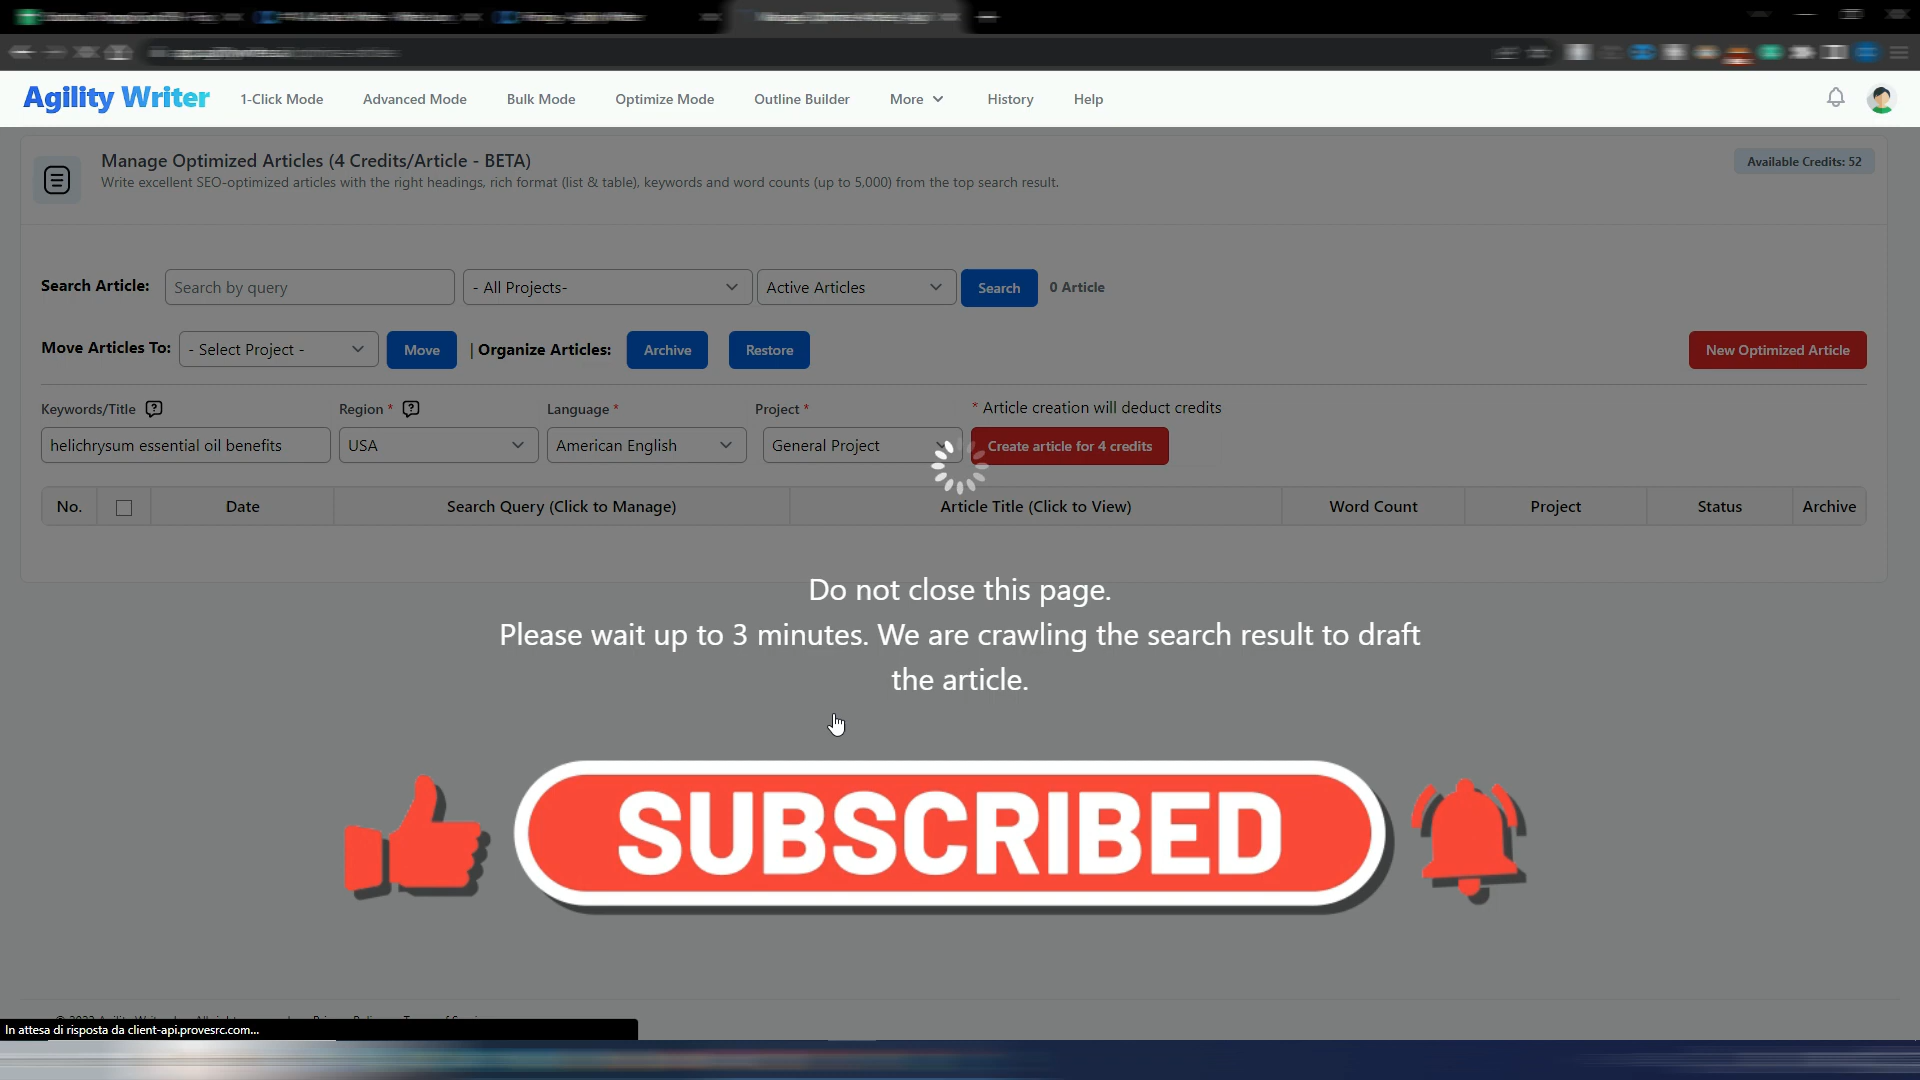 Agility Writer
1-Click Mode
Advanced Mode
Bulk Mode
Optimize Mode
Outline Builder
More
History
Help
Manage Optimized Articles (4 Credits/Article - BETA)
Available Credits: 52
Write excellent SEO-optimized articles with the right headings, rich format (list & table), keywords and word counts (up to 5,000) from the top search result.
Search Article:
Search by query
- All Projects-
Active Articles
Search
0 Article
Move Articles To:
- Select Project -
Move
| Organize Articles:
Archive
Restore
New Optimized Article
Keywords/Title
Region *
Language *
Project *
* Article creation will deduct credits
helichrysum essential oil benefits
USA
American English
General Project
Create article for 4 credits
No.
Date
Search Query (Click to Manage)
Article Title (Click to View)
Word Count
Project
Status
Archive
Do not close this page.
Please wait up to 3 minutes. We are crawling the search result to draft
the article.
SUBSCRIBED
In attesa di risposta da client-api.provesrc.com...